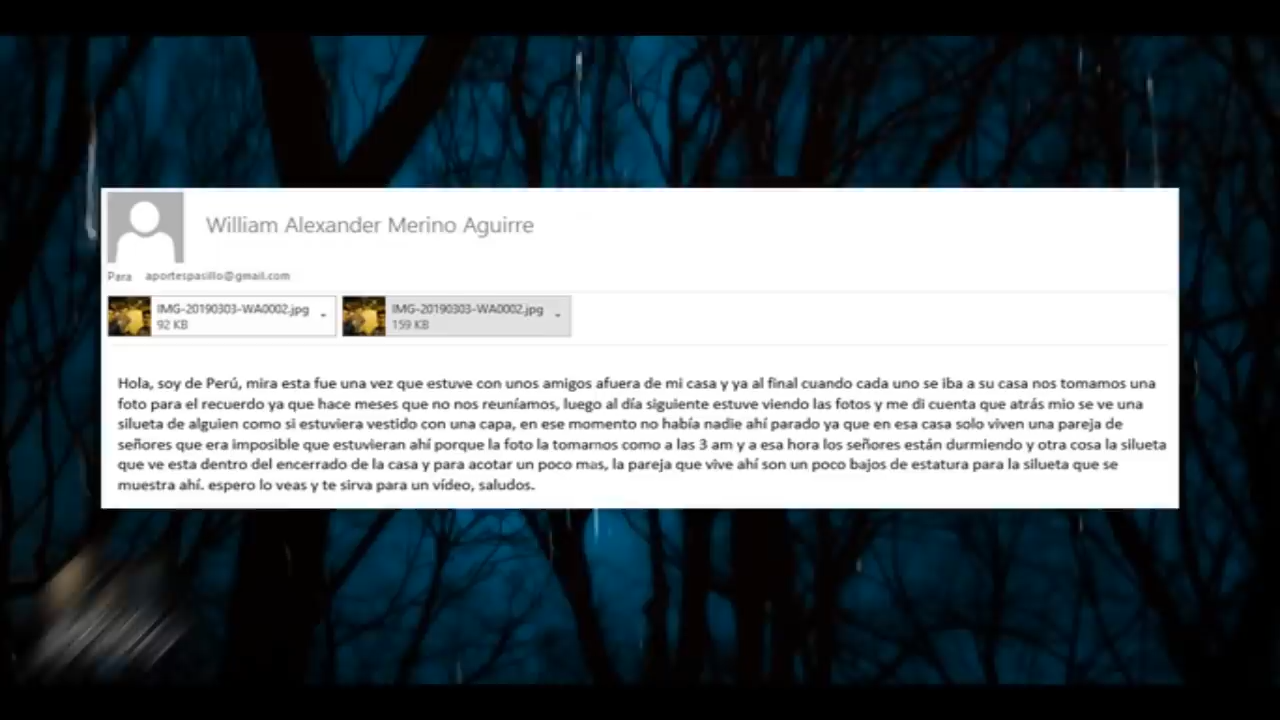 William Alexander Merino Aguirre
Para aportespasillo@gmail.com
IMG-20190303-WA0002.jpg IMG-20190303-WA0002.jpg
92 KB 159 KB
Hola, soy de Perú, mira esta fue una vez que estuve con unos amigos afuera de mi casa y ya al final cuando cada uno se iba a su casa nos tomamos una
foto para el recuerdo ya que hace meses que no nos reuníamos, luego al día siguiente estuve viendo las fotos y me di cuenta que atrás mio se ve una
silueta de alguien como si estuviera vestido con una capa, en ese momento no había nadie ahí parado ya que en esa casa solo viven una pareja de
señores que era imposible que estuvieran ahí porque la foto la tomamos como a las 3 am y a esa hora los señores están durmiendo y otra cosa la silueta
que ve esta dentro del encerrado de la casa y para acotar un poco mas, la pareja que vive ahí son un poco bajos de estatura para la silueta que se
muestra ahí. espero lo veas y te sirva para un vídeo, saludos.